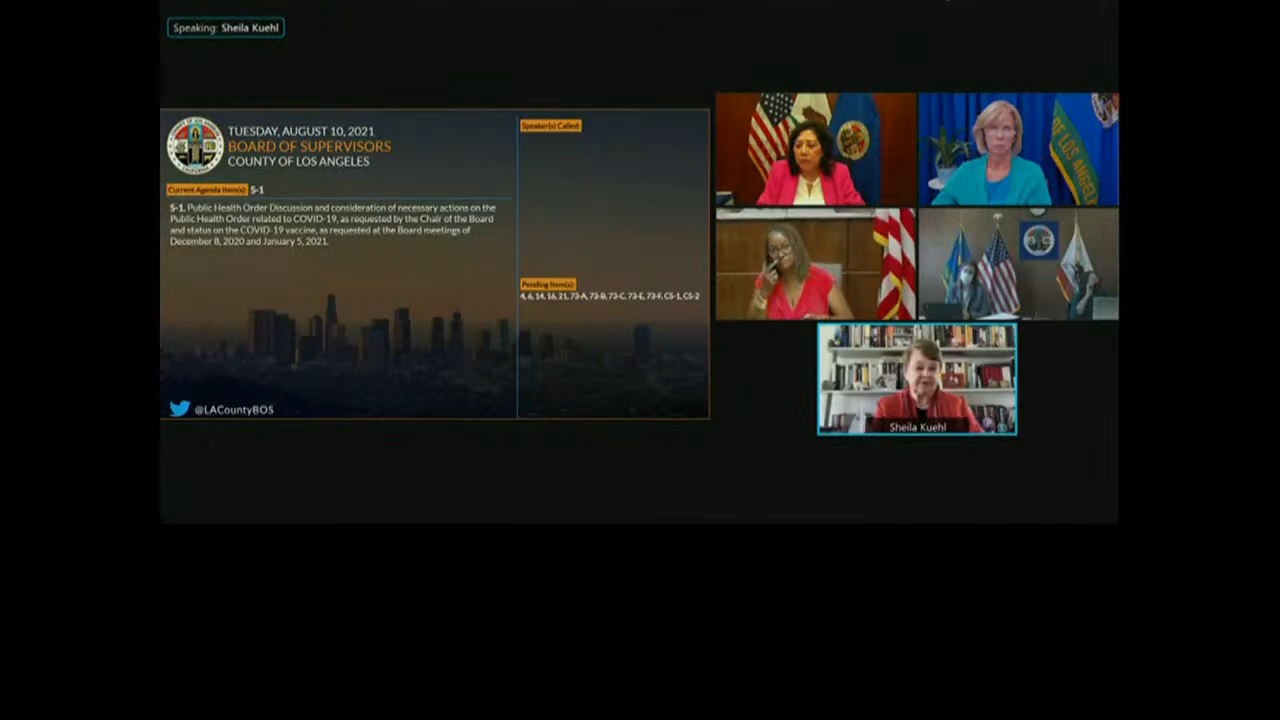 Speaking: Sheila Kuehl
TUESDAY, AUGUST 10, 2021
BOARD OF SUPERVISORS
COUNTY OF LOS ANGELES
Current Agenda Item(s): S-1
S-1. Public Health Order Discussion and consideration of necessary actions on the
Public Health Order related to COVID-19, as requested by the Chair of the Board
and status on the COVID-19 vaccine, as requested at the Board meetings of
December 8, 2020 and January 5, 2021.
@LACountyBOS
Speaker(s) Called:
Pending Item(s):
4, 6, 14, 16, 21, 73-A, 73-B, 73-C, 73-E, 73-F, CS-1, CS-2
DE LOS ANGELES
Sheila Kuehl